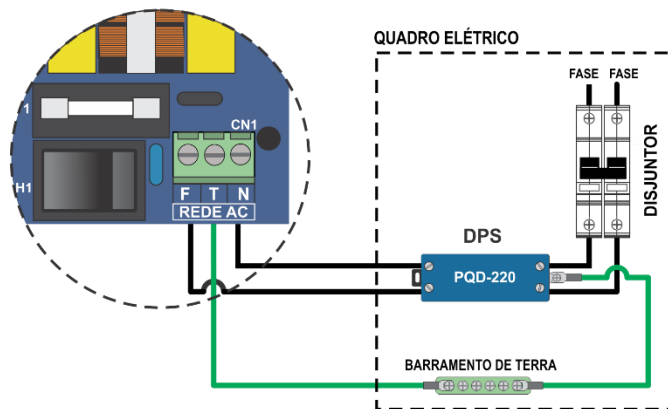 QUADRO ELÉTRICO
FASE FASE
1
CN1
DISJUNTOR
H1
F T N
REDE AC
DPS
PQD-220
BARRAMENTO DE TERRA